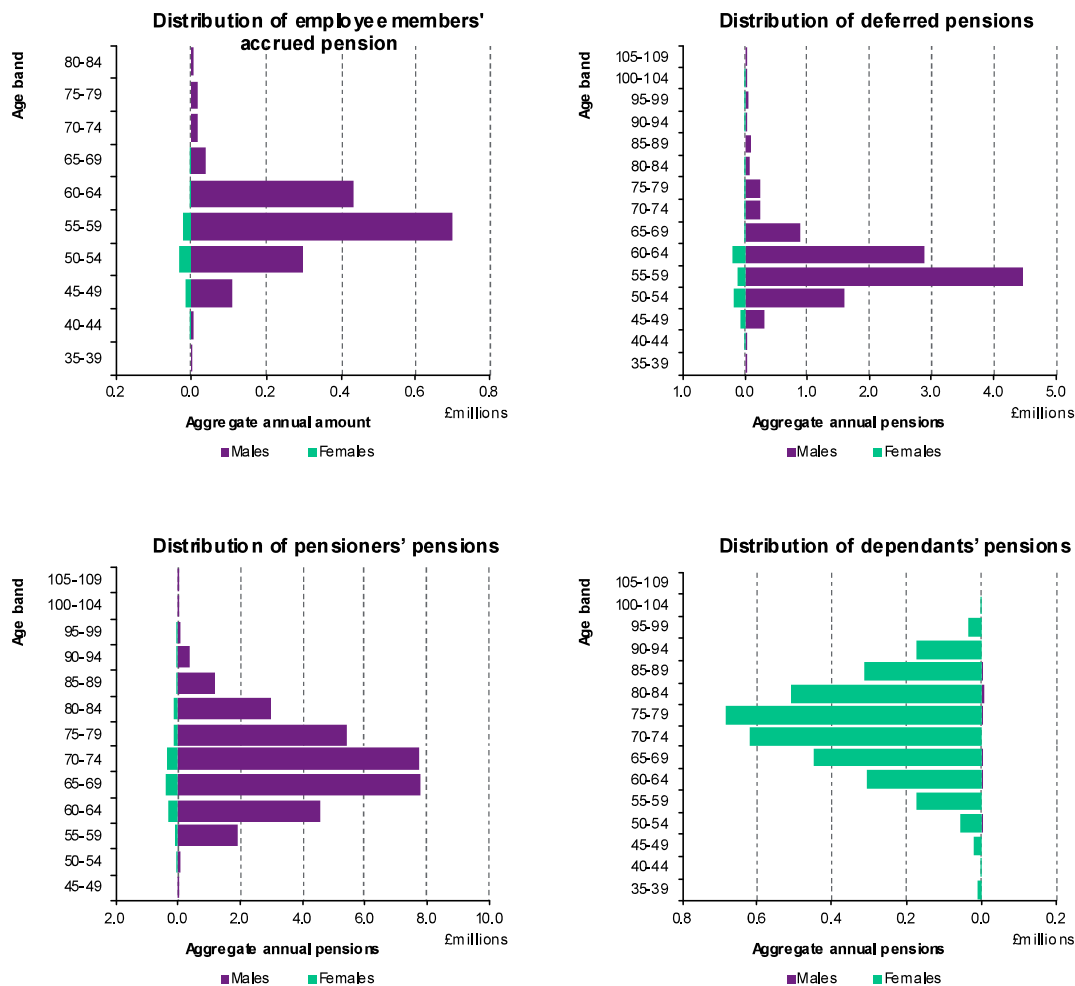 Distribution of employee members'
accrued pension
Age band
80-84
75-79
70-74
65-69
60-64
55-59
50-54
45-49
40-44
35-39
0.2 0.0 0.2 0.4 0.6 0.8
£millions
Aggregate annual amount
Males Females
Distribution of deferred pensions
Age band
105-109
100-104
95-99
90-94
85-89
80-84
75-79
70-74
65-69
60-64
55-59
50-54
45-49
40-44
35-39
1.0 0.0 1.0 2.0 3.0 4.0 5.0
£millions
Aggregate annual pensions
Males Females
Distribution of pensioners' pensions
Age band
105-109
100-104
95-99
90-94
85-89
80-84
75-79
70-74
65-69
60-64
55-59
50-54
45-49
2.0 0.0 2.0 4.0 6.0 8.0 10.0
£millions
Aggregate annual pensions
Males Females
Distribution of dependants' pensions
Age band
105-109
100-104
95-99
90-94
85-89
80-84
75-79
70-74
65-69
60-64
55-59
50-54
45-49
40-44
35-39
0.8 0.6 0.4 0.2 0.0 0.2
£millions
Aggregate annual pensions
Males Females